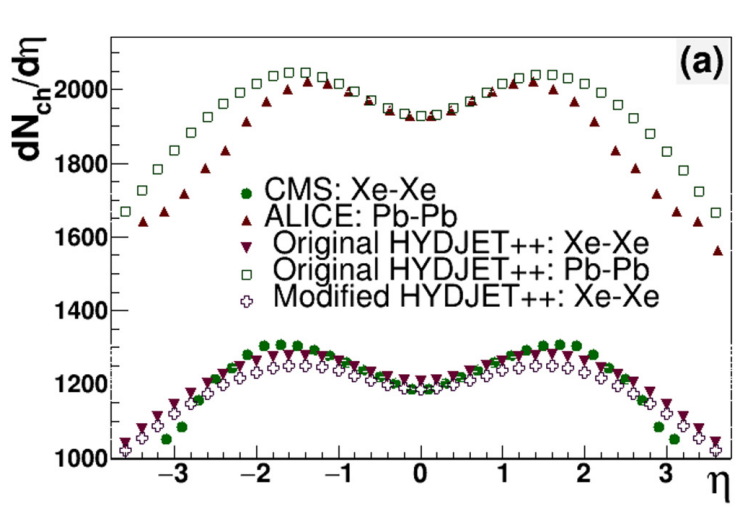 (a)
dN_ch/dη
2000
1800
1600
1400
1200
1000
CMS: Xe-Xe
ALICE: Pb-Pb
Original HYDJET++: Xe-Xe
Original HYDJET++: Pb-Pb
Modified HYDJET++: Xe-Xe
−3 −2 −1 0 1 2 3
η